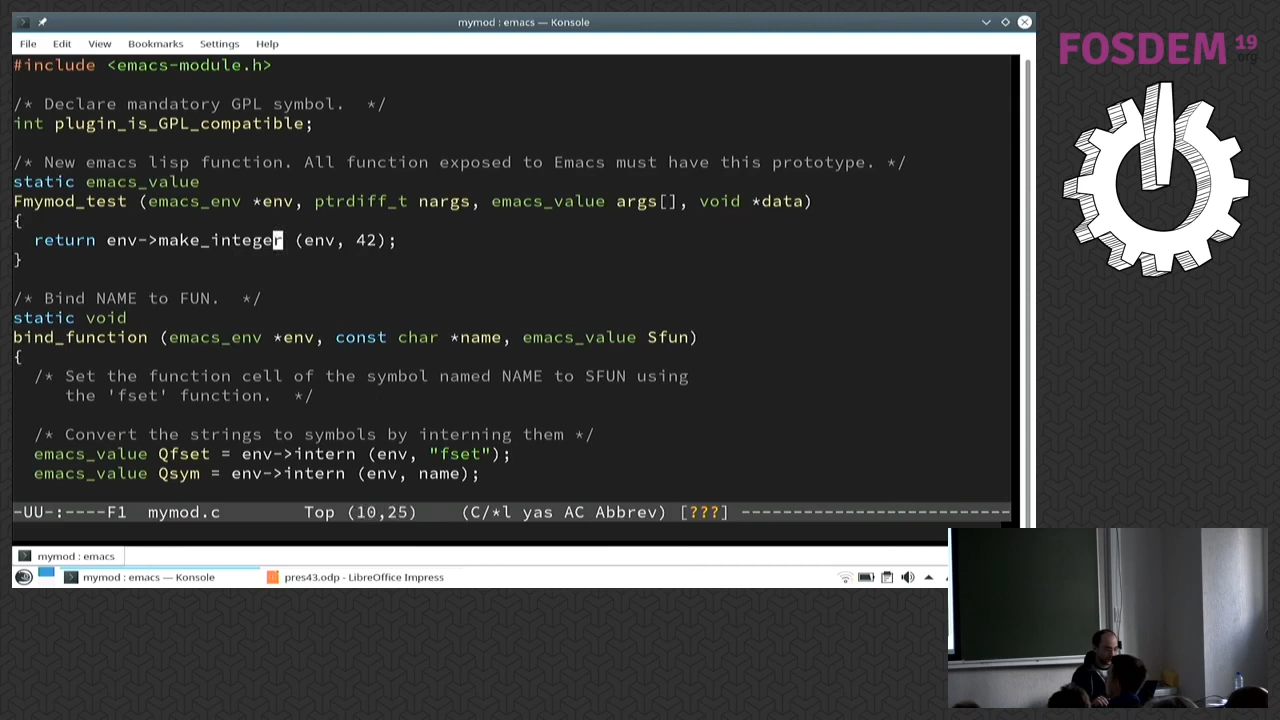 mymod : emacs — Konsole
File Edit View Bookmarks Settings Help
#include <emacs-module.h>
/* Declare mandatory GPL symbol.  */
int plugin_is_GPL_compatible;
/* New emacs lisp function. All function exposed to Emacs must have this prototype. */
static emacs_value
Fmymod_test (emacs_env *env, ptrdiff_t nargs, emacs_value args[], void *data)
{
  return env->make_integer (env, 42);
}
/* Bind NAME to FUN.  */
static void
bind_function (emacs_env *env, const char *name, emacs_value Sfun)
{
  /* Set the function cell of the symbol named NAME to SFUN using
     the 'fset' function.  */
  /* Convert the strings to symbols by interning them */
  emacs_value Qfset = env->intern (env, "fset");
  emacs_value Qsym = env->intern (env, name);
-UU-:----F1  mymod.c       Top (10,25)    (C/*l yas AC Abbrev) [???] --------------------------
mymod : emacs
mymod : emacs — Konsole
pres43.odp - LibreOffice Impress
FOSDEM 19
.org